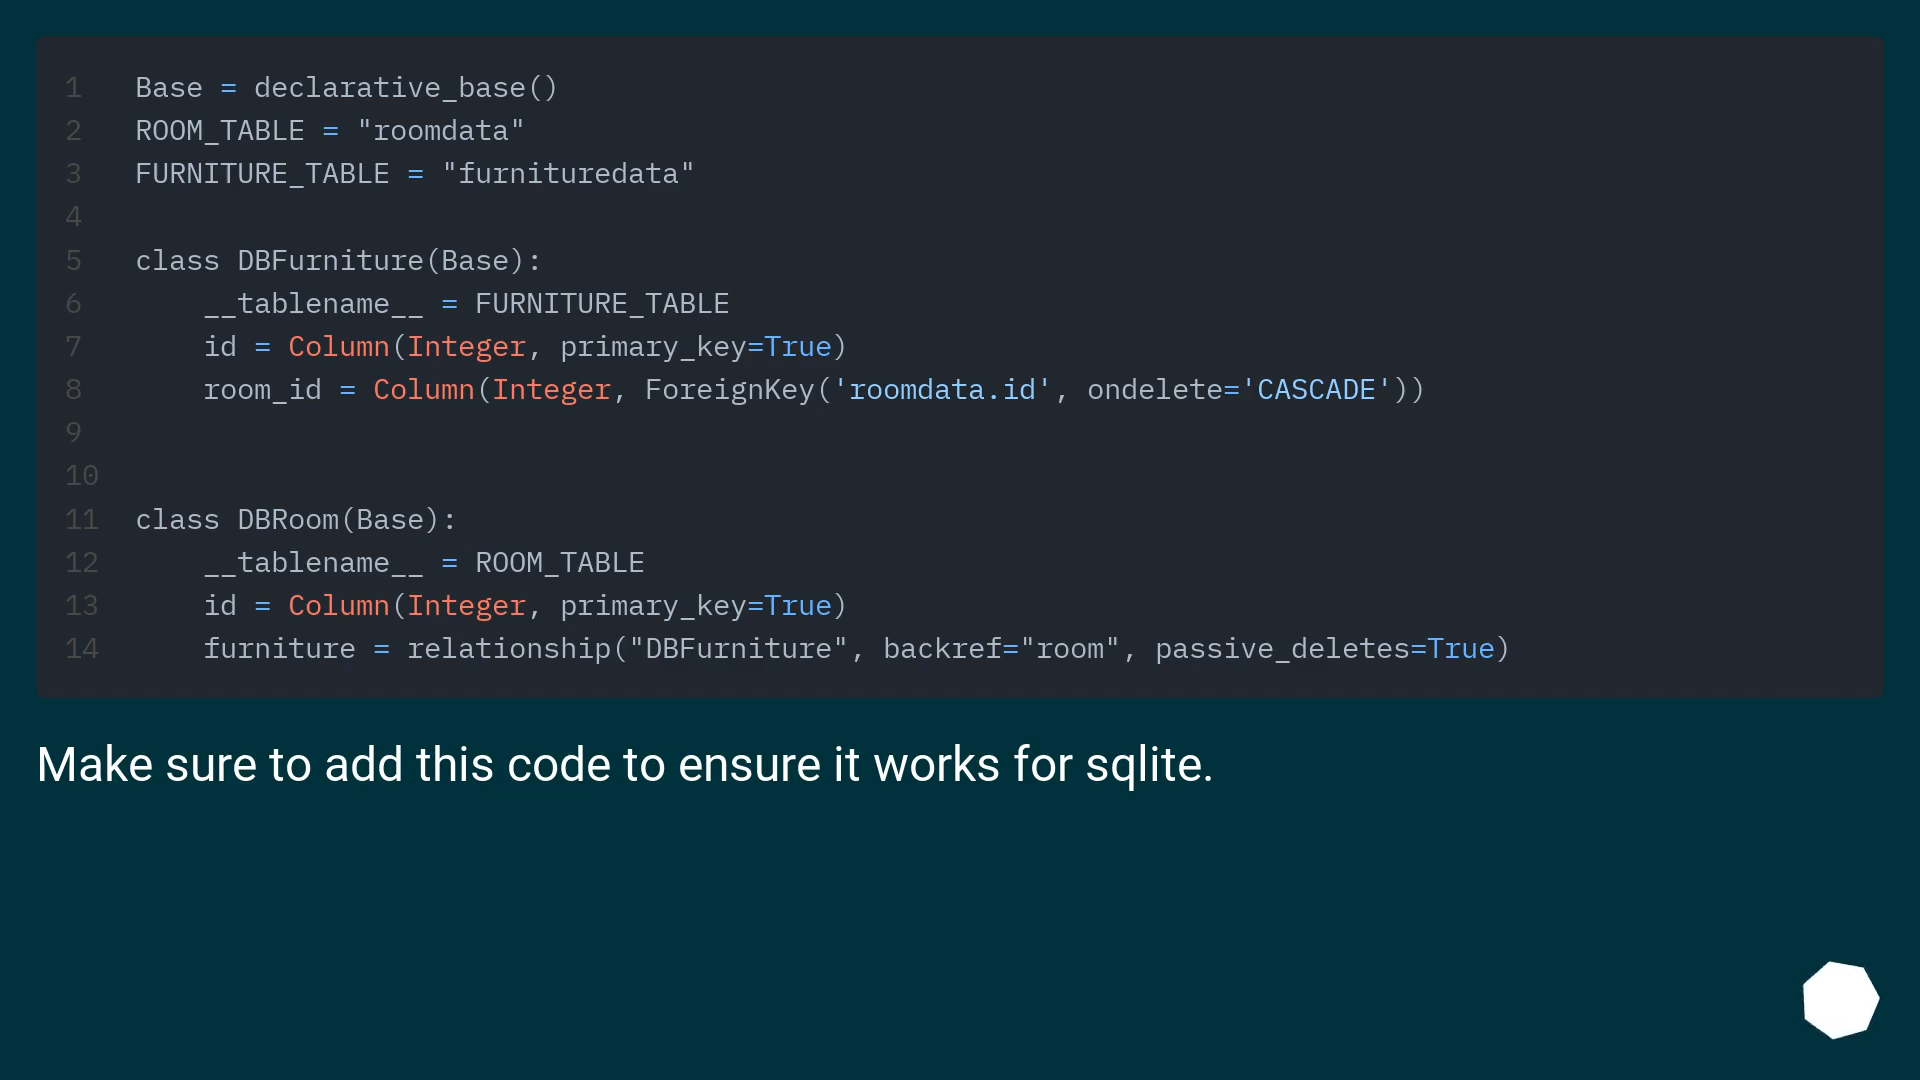 1 Base = declarative_base()
2 ROOM_TABLE = "roomdata"
3 FURNITURE_TABLE = "furnituredata"
4
5 class DBFurniture(Base):
6     __tablename__ = FURNITURE_TABLE
7     id = Column(Integer, primary_key=True)
8     room_id = Column(Integer, ForeignKey('roomdata.id', ondelete='CASCADE'))
9
10
11 class DBRoom(Base):
12     __tablename__ = ROOM_TABLE
13     id = Column(Integer, primary_key=True)
14     furniture = relationship("DBFurniture", backref="room", passive_deletes=True)
Make sure to add this code to ensure it works for sqlite.